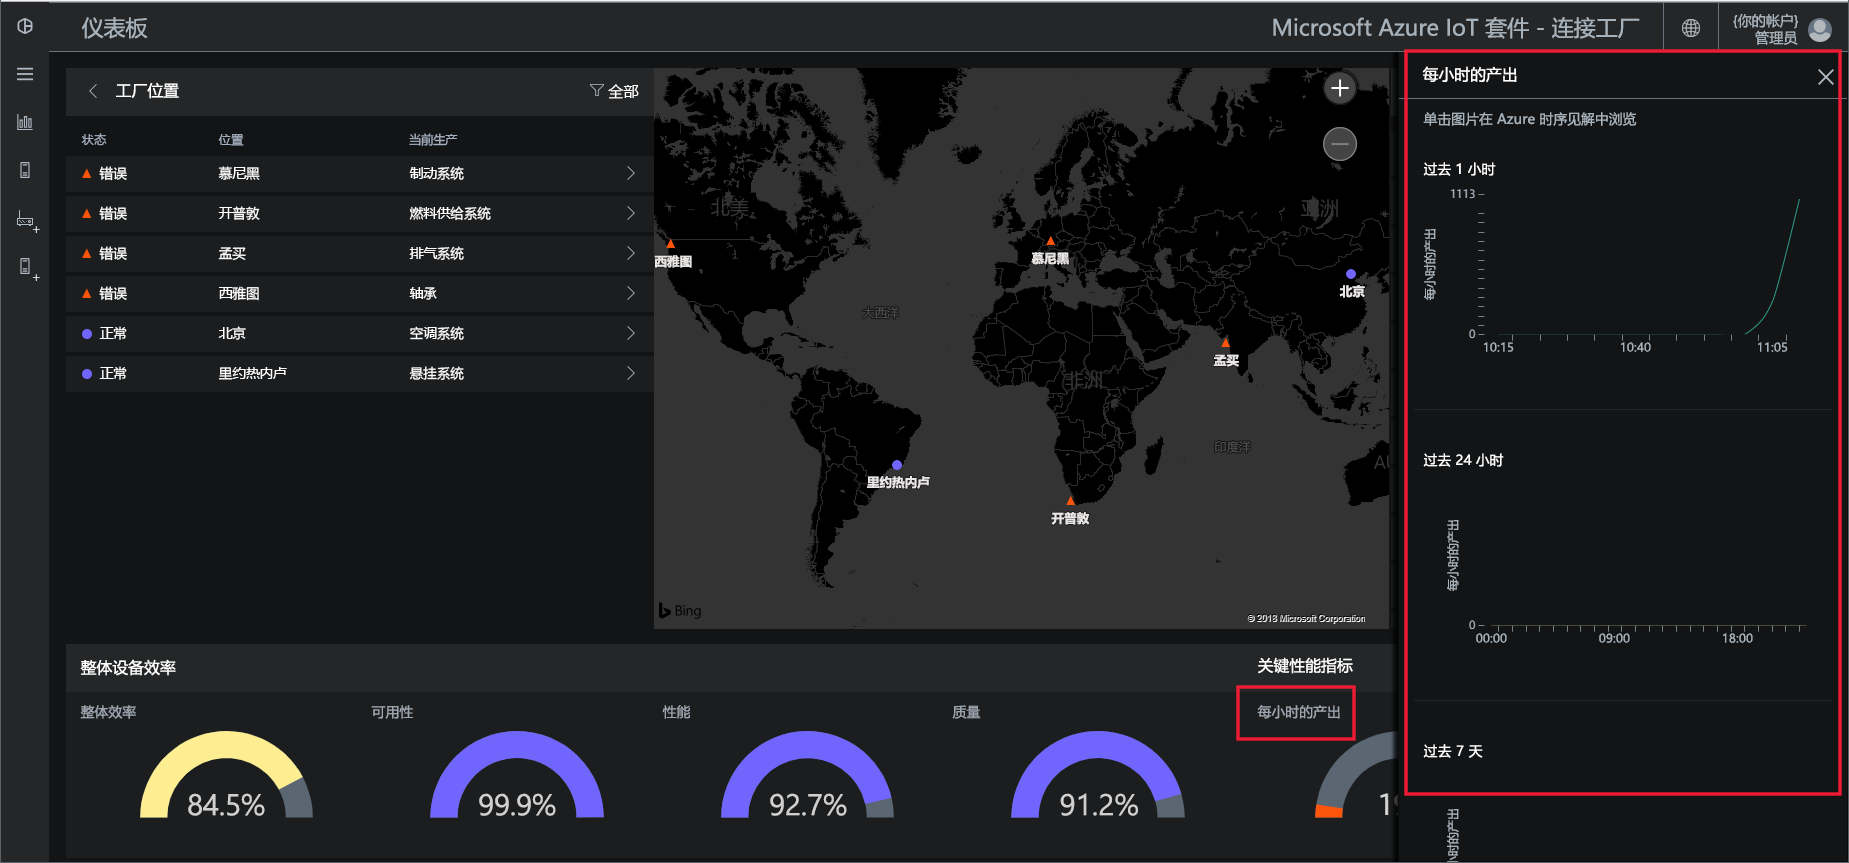 仪表板
Microsoft Azure IoT 套件 - 连接工厂
{你的帐户}
管理员
工厂位置
全部
状态 位置 当前生产
错误 慕尼黑 制动系统
错误 开普敦 燃料供给系统
错误 孟买 排气系统
错误 西雅图 轴承
正常 北京 空调系统
正常 里约热内卢 悬挂系统
北美
亚洲
西雅图
慕尼黑
北京
大西洋
孟买
非洲
印度洋
AU
里约热内卢
开普敦
Bing
© 2018 Microsoft Corporation
整体设备效率
关键性能指标
整体效率 可用性 性能 质量 每小时的产出
84.5% 99.9% 92.7% 91.2% 19
每小时的产出
单击图片在 Azure 时序见解中浏览
过去 1 小时
1113
每小时的产出
0
10:15 10:40 11:05
过去 24 小时
每小时的产出
0
00:00 09:00 18:00
过去 7 天
小时的产出